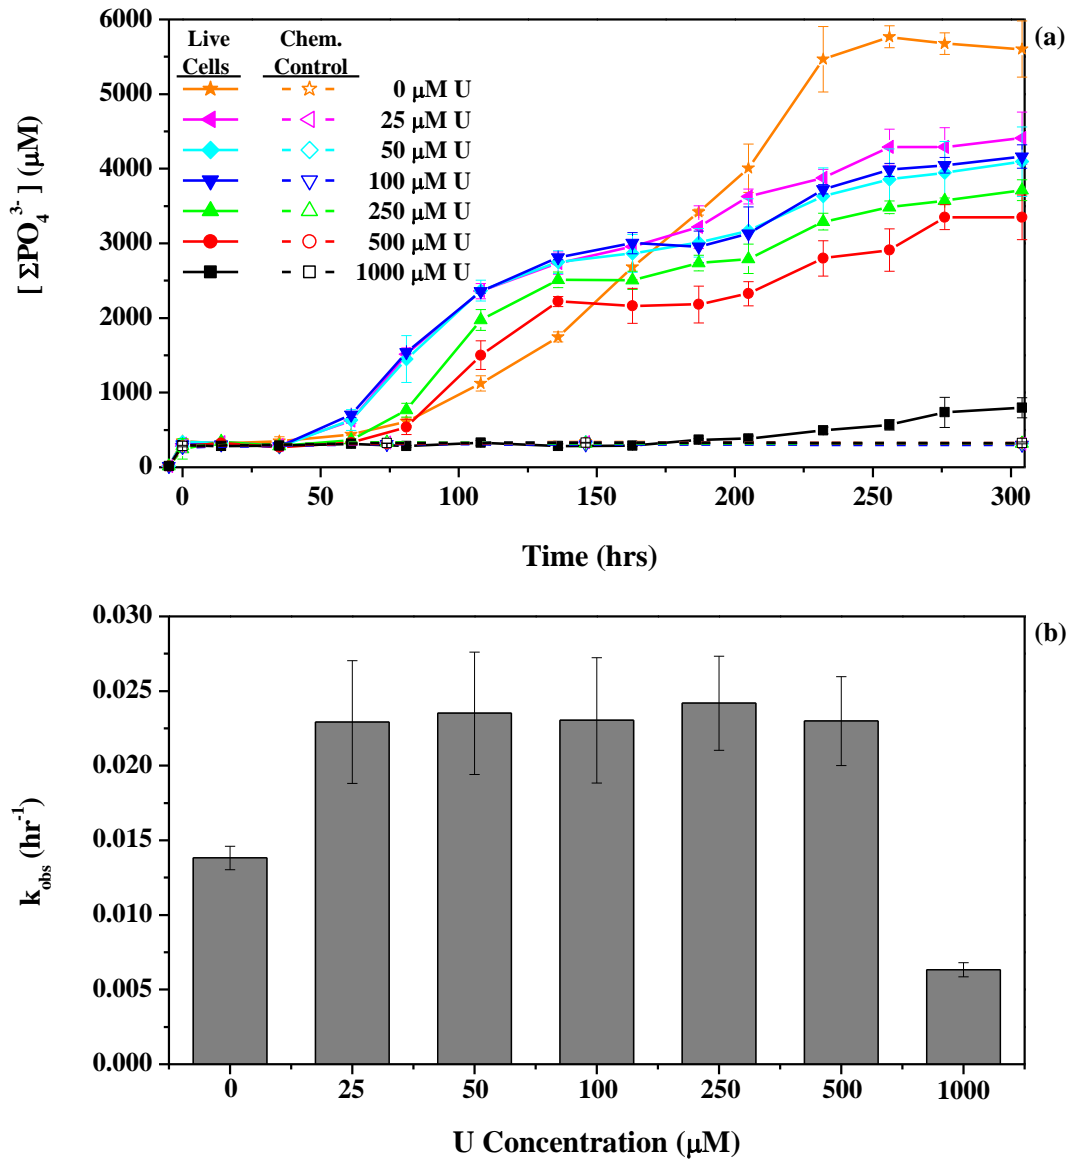 (a)
[ ΣPO₄³⁻ ] (μM)
6000
5000
4000
3000
2000
1000
0
Live Chem.
Cells Control
0 μM U
25 μM U
50 μM U
100 μM U
250 μM U
500 μM U
1000 μM U
0 50 100 150 200 250 300
Time (hrs)
(b)
k_obs (hr⁻¹)
0.030
0.025
0.020
0.015
0.010
0.005
0.000
0 25 50 100 250 500 1000
U Concentration (μM)